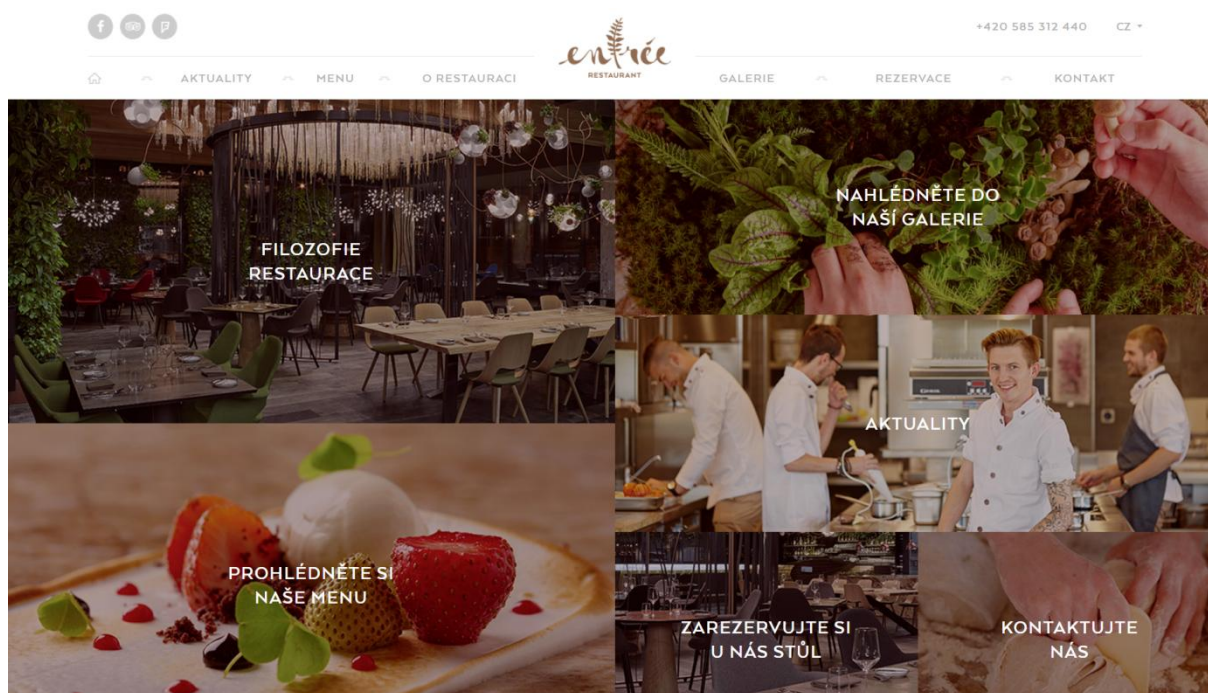 +420 585 312 440 CZ
entrée
RESTAURANT
AKTUALITY MENU O RESTAURACI GALERIE REZERVACE KONTAKT
FILOZOFIE
RESTAURACE
NAHLÉDNĚTE DO
NAŠÍ GALERIE
AKTUALITY
PROHLÉDNĚTE SI
NAŠE MENU
ZAREZERVUJTE SI
U NÁS STŮL
KONTAKTUJTE
NÁS